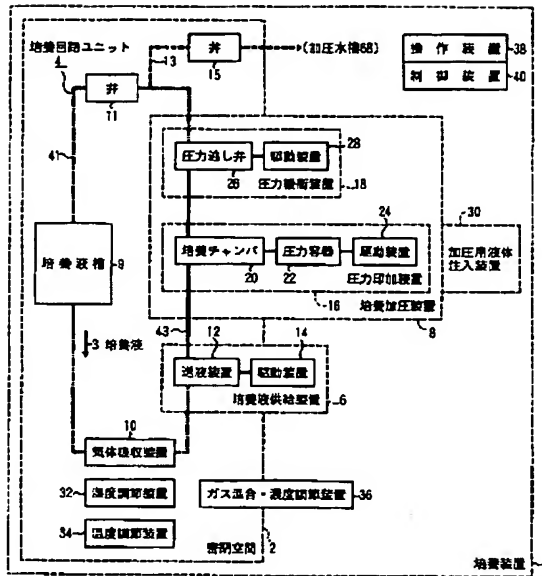 培養回路ユニット
4
弁
11
13
弁
15
(加圧水槽68)
操作装置
38
制御装置
40
41
圧力逃し弁
26
駆動装置
28
圧力緩衝装置
18
培養液槽
9
培養チャンバ
20
圧力容器
22
駆動装置
24
圧力印加装置
16
培養加圧装置
8
30
加圧用液体
注入装置
3 培養液
43
送液装置
12
駆動装置
14
培養液供給装置
6
10
気体吸収装置
32
湿度調節装置
34
温度調節装置
ガス混合・濃度調節装置
36
密閉空間
2
培養装置